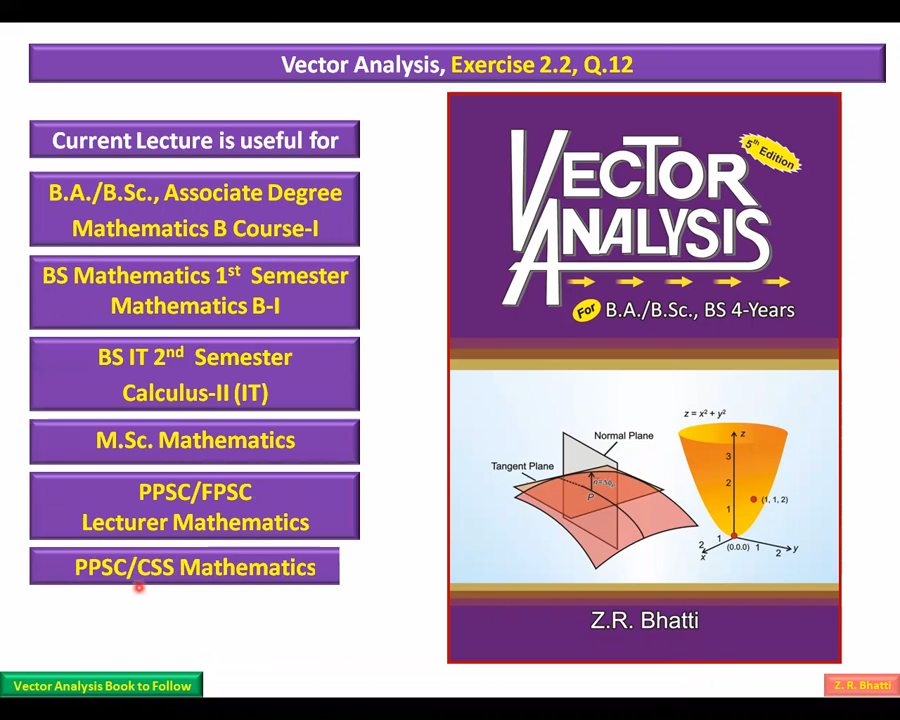 Vector Analysis, Exercise 2.2, Q.12
Current Lecture is useful for
B.A./B.Sc., Associate Degree
Mathematics B Course-I
BS Mathematics 1st Semester
Mathematics B-I
BS IT 2nd Semester
Calculus-II (IT)
M.Sc. Mathematics
PPSC/FPSC
Lecturer Mathematics
PPSC/CSS Mathematics
VECTOR
ANALYSIS
5th Edition
For B.A./B.Sc., BS 4-Years
z = x² + y²
Normal Plane
Tangent Plane
P
z
3
2
1
(1, 1, 2)
(0.0.0)
1
2
x
1
2
y
Z.R. Bhatti
Vector Analysis Book to Follow
Z. R. Bhatti